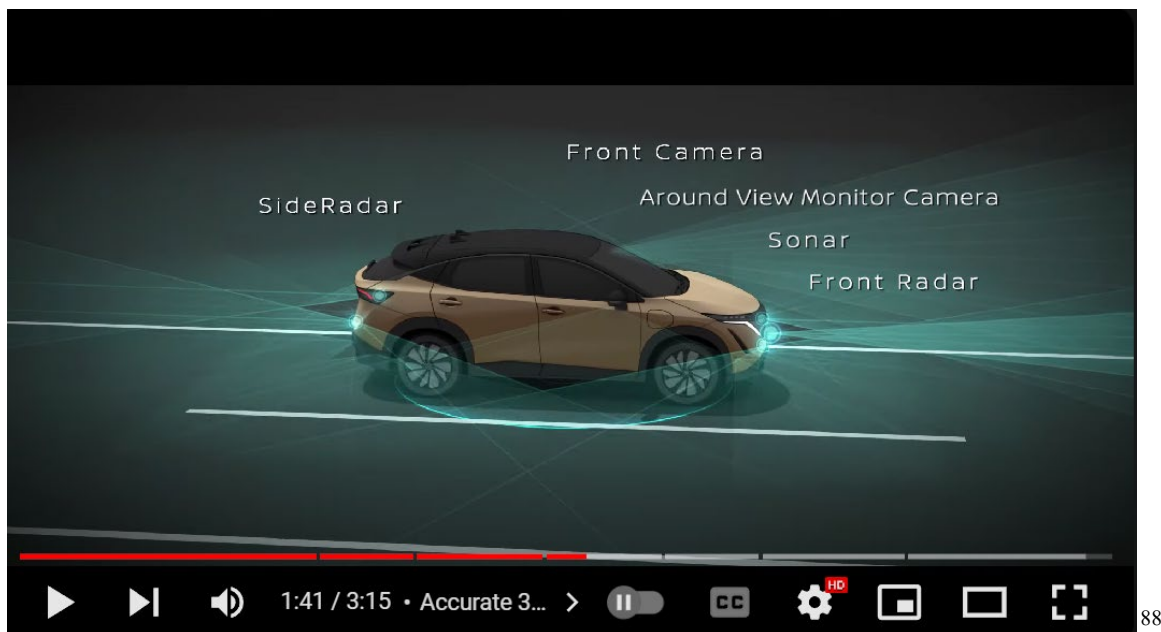 Front Camera
SideRadar
Around View Monitor Camera
Sonar
Front Radar
HD
1:41 / 3:15 • Accurate 3...
CC
88